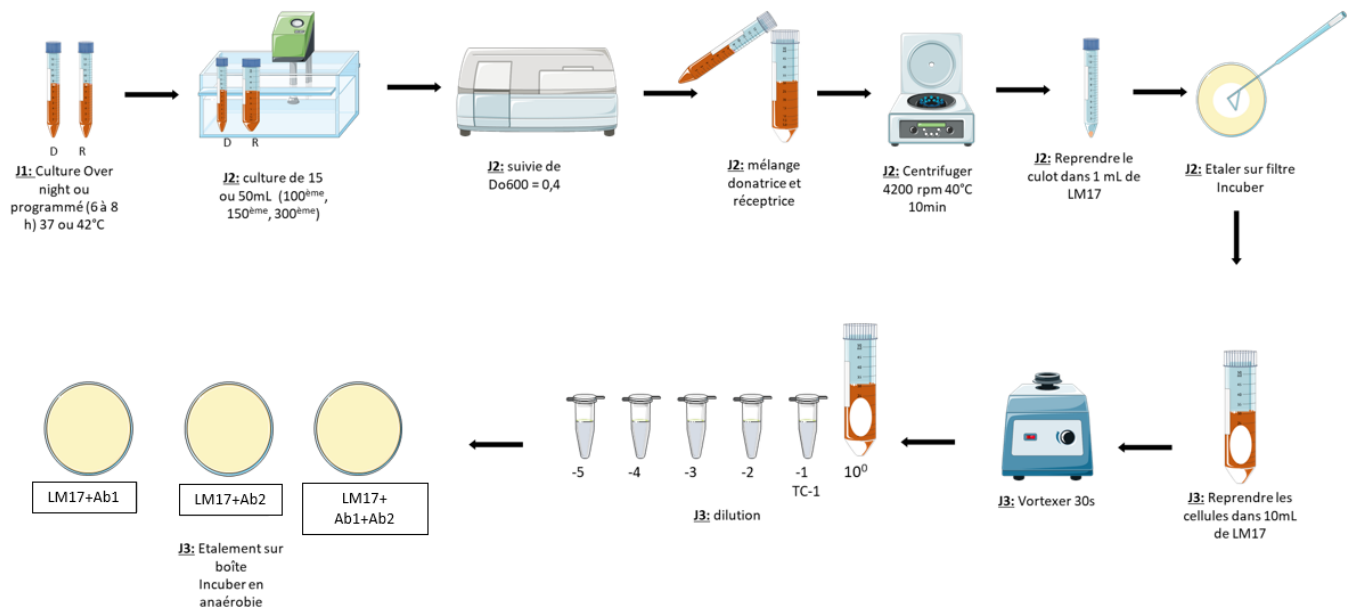 D R
J1: Culture Over
night ou
programmé (6 à 8
h) 37 ou 42°C
D R
J2: culture de 15
ou 50mL (100ème,
150ème, 300ème)
J2: suivie de
Do600 = 0,4
J2: mélange
donatrice et
réceptrice
J2: Centrifuger
4200 rpm 40°C
10min
J2: Reprendre le
culot dans 1 mL de
LM17
J2: Etaler sur filtre
Incuber
J3: Reprendre les
cellules dans 10mL
de LM17
J3: Vortexer 30s
-5 -4 -3 -2 -1 10⁰
TC-1
J3: dilution
LM17+Ab1
LM17+Ab2
LM17+
Ab1+Ab2
J3: Etalement sur
boîte
Incuber en
anaérobie